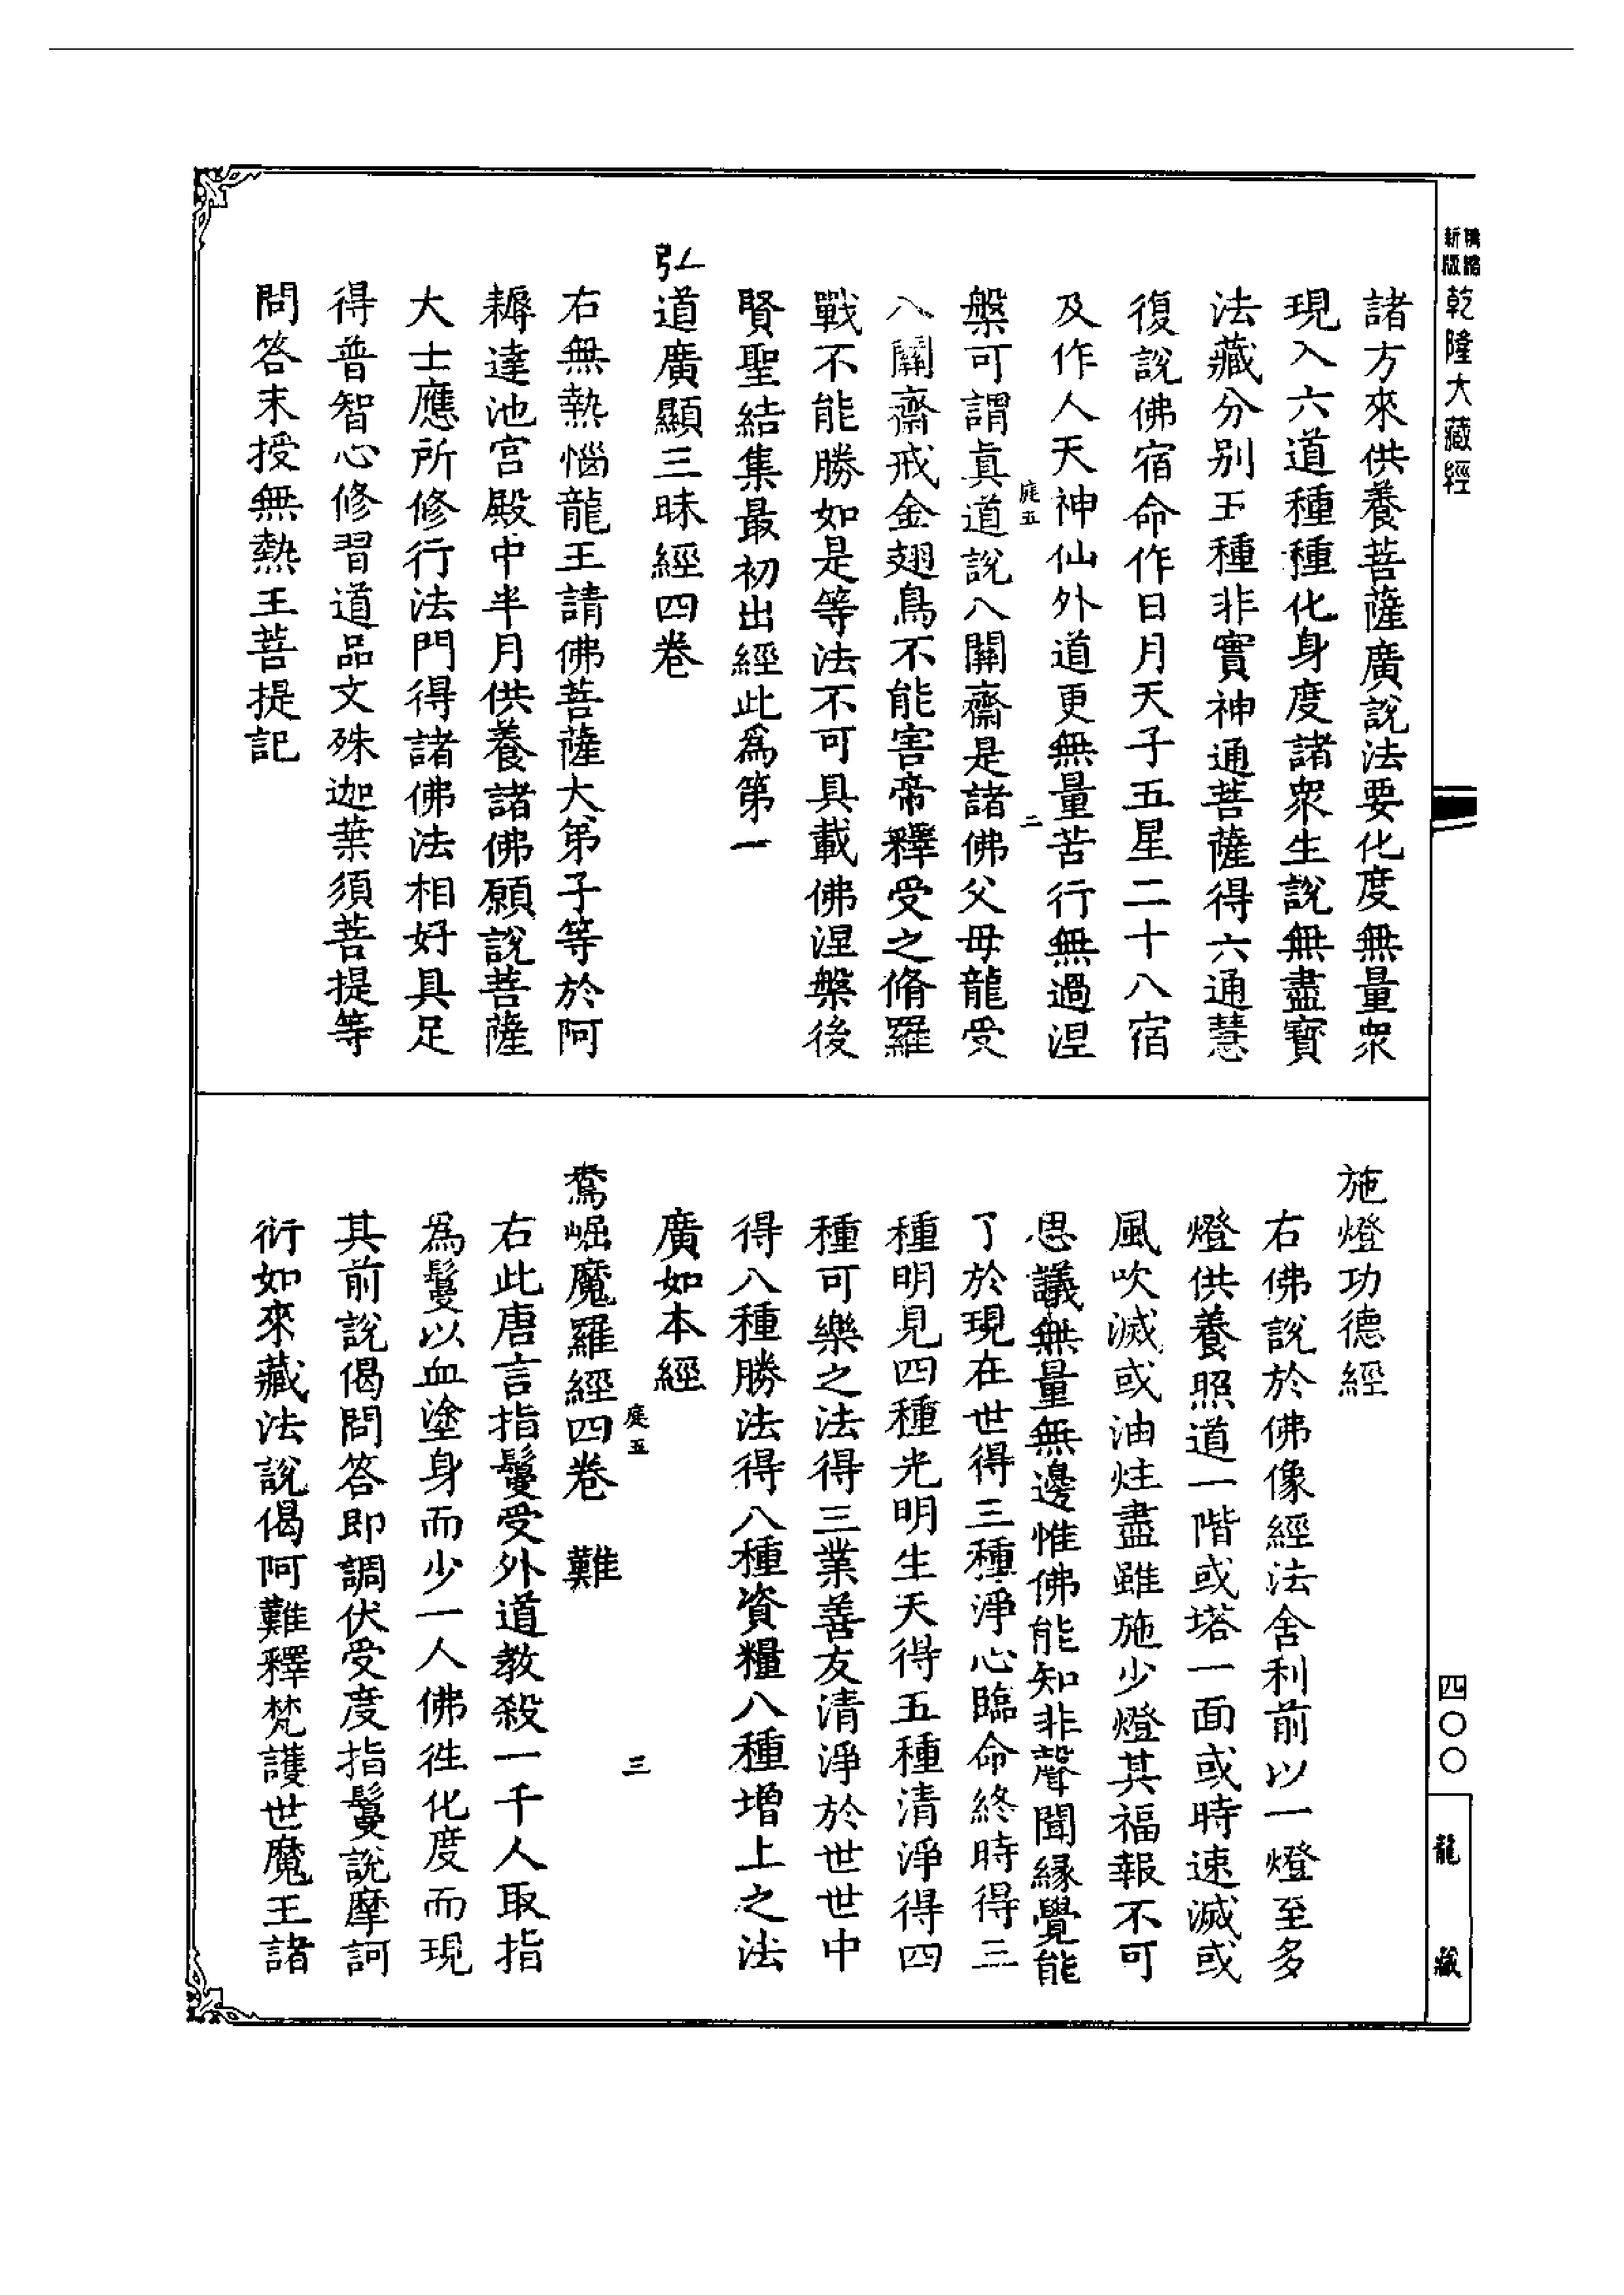 乾隆大藏經
諸方來供養菩薩廣説法要化度無量衆
現入六道種種化身度諸衆生説無盡寶
法藏分别五種非實神通菩薩得六通慧
復説佛宿命作日月天子五星二十八宿
及作人天神仙外道更無量苦行無過涅
庭五
二
槃可謂真道説八關齋是諸佛父母龍受
八關齋戒金翅鳥不能害帝釋受之脩羅
戰不能勝如是等法不可具載佛涅槃後
賢聖結集最初出經此爲第一
弘道廣顯三昧經四卷
右無熱惱龍王請佛菩薩大弟子等於阿
耨達池宫殿中半月供養諸佛願説菩薩
大士應所修行法門得諸佛法相好具足
得普智心修習道品文殊迦葉須菩提等
問答末授無熱王菩提記
施燈功德經
右佛説於佛像經法舍利前以一燈至多
燈供養照道一階或塔一面或時速滅或
風吹滅或油炷盡雖施少燈其福報不可
思議無量無邊惟佛能知非聲聞緣覺能
了於現在世得三種淨心臨命終時得三
種明見四種光明生天得五種清淨得四
種可樂之法得三業善友清淨於世世中
得八種勝法得八種資糧八種增上之法
廣如本經
庭五
三
鴦崛魔羅經四卷　難
右此唐言指鬘受外道教殺一千人取指
為鬘以血塗身而少一人佛徃化度而現
其前説偈問答即調伏受度指鬘説摩訶
衍如來藏法説偈阿難釋梵護世魔王諸
四〇〇
龍藏